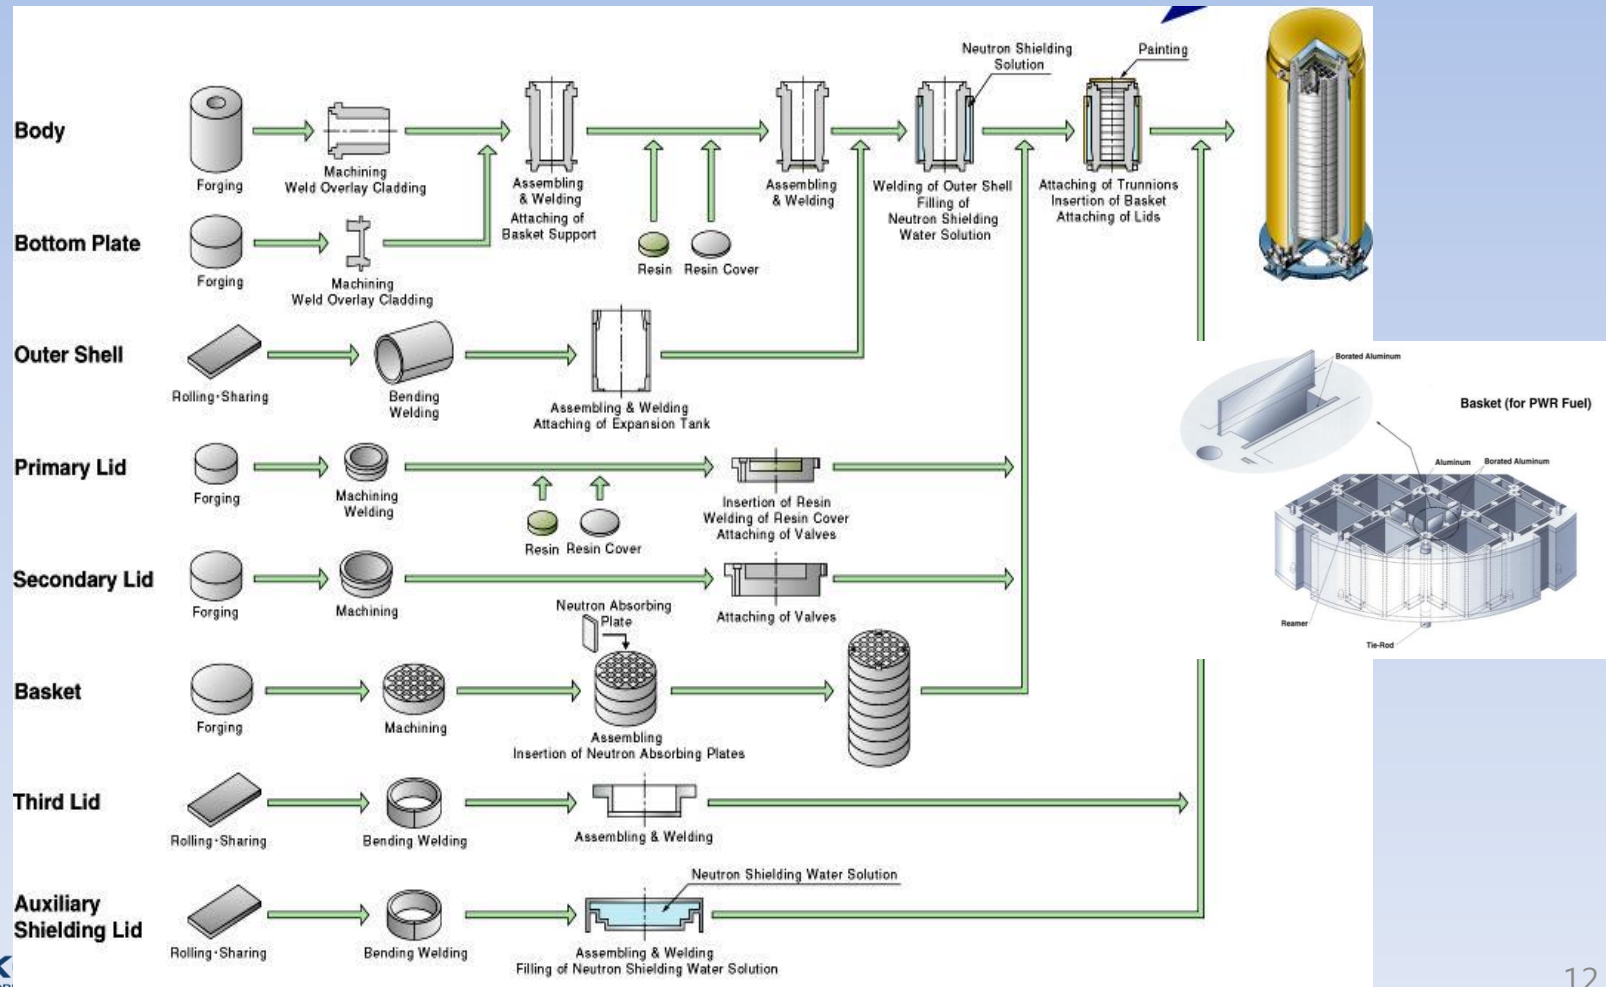 Neutron Shielding
Solution
Painting
Body
Forging
Machining
Weld Overlay Cladding
Assembling
& Welding
Attaching of
Basket Support
Assembling
& Welding
Welding of Outer Shell
Filling of
Neutron Shielding
Water Solution
Attaching of Trunnions
Insertion of Basket
Attaching of Lids
Bottom Plate
Forging
Machining
Weld Overlay Cladding
Resin
Resin Cover
Outer Shell
Rolling・Sharing
Bending
Welding
Assembling & Welding
Attaching of Expansion Tank
Borated Aluminum
Basket (for PWR Fuel)
Aluminum
Borated Aluminum
Reamer
Tie-Rod
Primary Lid
Forging
Machining
Welding
Resin
Resin Cover
Insertion of Resin
Welding of Resin Cover
Attaching of Valves
Secondary Lid
Forging
Machining
Attaching of Valves
Neutron Absorbing
Plate
Basket
Forging
Machining
Assembling
Insertion of Neutron Absorbing Plates
Third Lid
Rolling・Sharing
Bending Welding
Assembling & Welding
Neutron Shielding Water Solution
Auxiliary
Shielding Lid
Rolling・Sharing
Bending Welding
Assembling & Welding
Filling of Neutron Shielding Water Solution
12